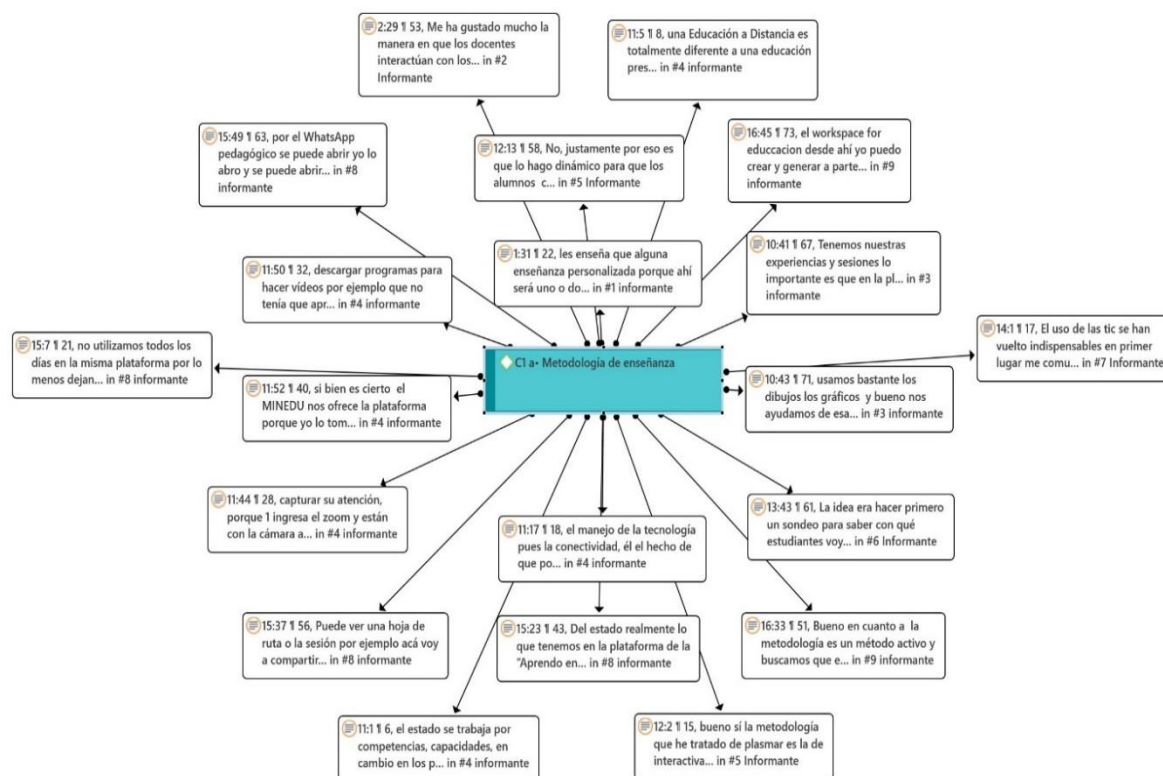 2:29 ¶ 53, Me ha gustado mucho la
manera en que los docentes
interactúan con los... in #2
Informante
11:5 ¶ 8, una Educación a Distancia es
totalmente diferente a una educación
pres... in #4 informante
15:49 ¶ 63, por el WhatsApp
pedagógico se puede abrir yo lo
abro y se puede abrir... in #8
informante
12:13 ¶ 58, No, justamente por eso es
que lo hago dinámico para que los
alumnos c... in #5 Informante
16:45 ¶ 73, el workspace for
educcacion desde ahí yo puedo
crear y generar a parte... in #9
informante
11:50 ¶ 32, descargar programas para
hacer vídeos por ejemplo que no
tenía que apr... in #4 informante
1:31 ¶ 22, les enseña que alguna
enseñanza personalizada porque ahí
será uno o do... in #1 informante
10:41 ¶ 67, Tenemos nuestras
experiencias y sesiones lo
importante es que en la pl... in #3
informante
15:7 ¶ 21, no utilizamos todos los
días en la misma plataforma por lo
menos dejan... in #8 informante
C1 a• Metodología de enseñanza
14:1 ¶ 17, El uso de las tic se han
vuelto indispensables en primer
lugar me comu... in #7 Informante
11:52 ¶ 40, si bien es cierto el
MINEDU nos ofrece la plataforma
porque yo lo tom... in #4 informante
10:43 ¶ 71, usamos bastante los
dibujos los gráficos y bueno nos
ayudamos de esa... in #3 informante
11:44 ¶ 28, capturar su atención,
porque 1 ingresa el zoom y están
con la cámara a... in #4 informante
11:17 ¶ 18, el manejo de la tecnología
pues la conectividad, él el hecho de
que po... in #4 informante
13:43 ¶ 61, La idea era hacer primero
un sondeo para saber con qué
estudiantes voy... in #6 Informante
15:37 ¶ 56, Puede ver una hoja de
ruta o la sesión por ejemplo acá voy
a compartir... in #8 informante
15:23 ¶ 43, Del estado realmente lo
que tenemos en la plataforma de la
"Aprendo en... in #8 informante
16:33 ¶ 51, Bueno en cuanto a la
metodología es un método activo y
buscamos que e... in #9 informante
11:1 ¶ 6, el estado se trabaja por
competencias, capacidades, en
cambio en los p... in #4 informante
12:2 ¶ 15, bueno sí la metodología
que he tratado de plasmar es la de
interactiva... in #5 Informante